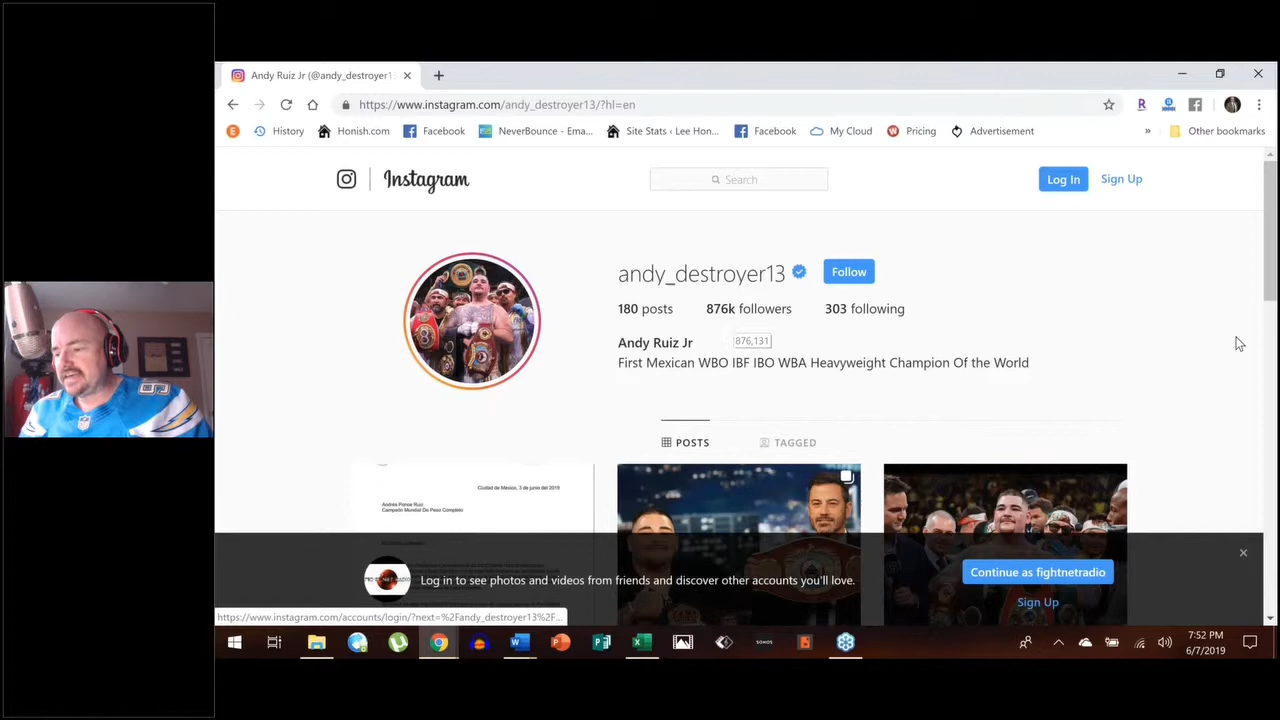 Andy Ruiz Jr (@andy_destroyer1
https://www.instagram.com/andy_destroyer13/?hl=en
History
Honish.com
Facebook
NeverBounce - Ema...
Site Stats ‹ Lee Hon...
Facebook
My Cloud
Pricing
Advertisement
»
Other bookmarks
Instagram
Search
Log In
Sign Up
andy_destroyer13
Follow
180 posts
876k followers
303 following
Andy Ruiz Jr
876,131
First Mexican WBO IBF IBO WBA Heavyweight Champion Of the World
POSTS
TAGGED
Ciudad de México, 3 de junio del 2019
Andrés Ponce Ruiz
Campeón Mundial De Peso Completo
Log in to see photos and videos from friends and discover other accounts you'll love.
Continue as fightnetradio
Sign Up
https://www.instagram.com/accounts/login/?next=%2Fandy_destroyer13%2F...
7:52 PM
6/7/2019